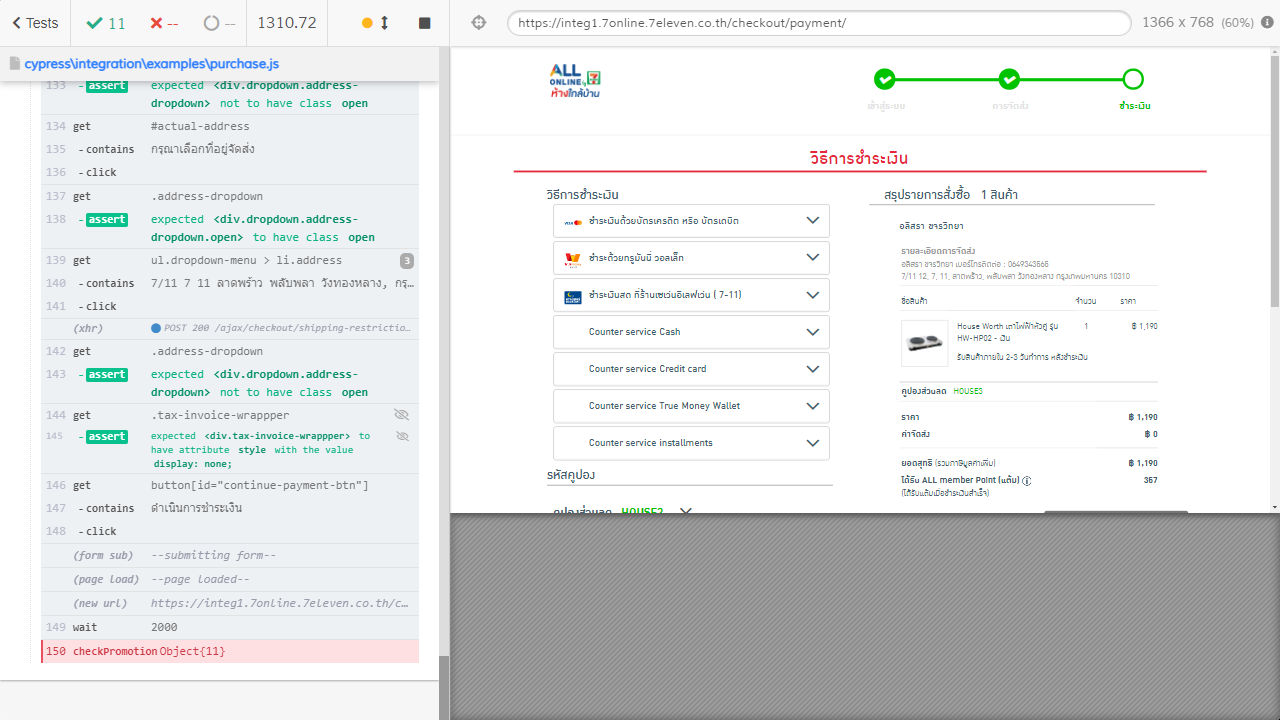 Tests
11
--
--
1310.72
https://integ1.7online.7eleven.co.th/checkout/payment/
1366 x 768 (60%)
cypress\integration\examples\purchase.js
133 - assert expected <div.dropdown.address-
dropdown> not to have class open
134 get #actual-address
135 - contains กรุณาเลือกที่อยู่จัดส่ง
136 - click
137 get .address-dropdown
138 - assert expected <div.dropdown.address-
dropdown.open> to have class open
139 get ul.dropdown-menu > li.address 3
140 - contains 7/11 7 11 ลาดพร้าว พลับพลา วังทองหลาง, กรุ…
141 - click
(xhr) POST 200 /ajax/checkout/shipping-restrictio…
142 get .address-dropdown
143 - assert expected <div.dropdown.address-
dropdown> not to have class open
144 get .tax-invoice-wrappper
145 - assert expected <div.tax-invoice-wrappper> to
have attribute style with the value
display: none;
146 get button[id="continue-payment-btn"]
147 - contains ดำเนินการชำระเงิน
148 - click
(form sub) --submitting form--
(page load) --page loaded--
(new url) https://integ1.7online.7eleven.co.th/c…
149 wait 2000
150 checkPromotion Object{11}
ALL
ONLINE by 7
ห้างใกล้บ้าน
เข้าสู่ระบบ
การจัดส่ง
ชำระเงิน
วิธีการชำระเงิน
วิธีการชำระเงิน
ชำระเงินด้วยบัตรเครดิต หรือ บัตรเดบิต
ชำระด้วยทรูมันนี่ วอลเล็ท
ชำระเงินสด ที่ร้านเซเว่นอีเลฟเว่น ( 7-11)
Counter service Cash
Counter service Credit card
Counter service True Money Wallet
Counter service installments
รหัสคูปอง
คูปองส่วนลด HOUSE3
สรุปรายการสั่งซื้อ 1 สินค้า
อลิสรา ขจรวิทยา
รายละเอียดการจัดส่ง
อลิสรา ขจรวิทยา เบอร์โทรติดต่อ : 0649343565
7/11 12, 7, 11, ลาดพร้าว, พลับพลา วังทองหลาง กรุงเทพมหานคร 10310
ชื่อสินค้า จำนวน ราคา
House Worth เตาไฟฟ้าหัวคู่ รุ่น 1 ฿ 1,190
HW-HP02 - เงิน
รับสินค้าภายใน 2-3 วันทำการ หลังชำระเงิน
คูปองส่วนลด HOUSE3
ราคา ฿ 1,190
ค่าจัดส่ง ฿ 0
ยอดสุทธิ (รวมภาษีมูลค่าเพิ่ม) ฿ 1,190
ได้รับ ALL member Point (แต้ม) 357
(ได้รับแต้มเมื่อชำระเงินสำเร็จ)